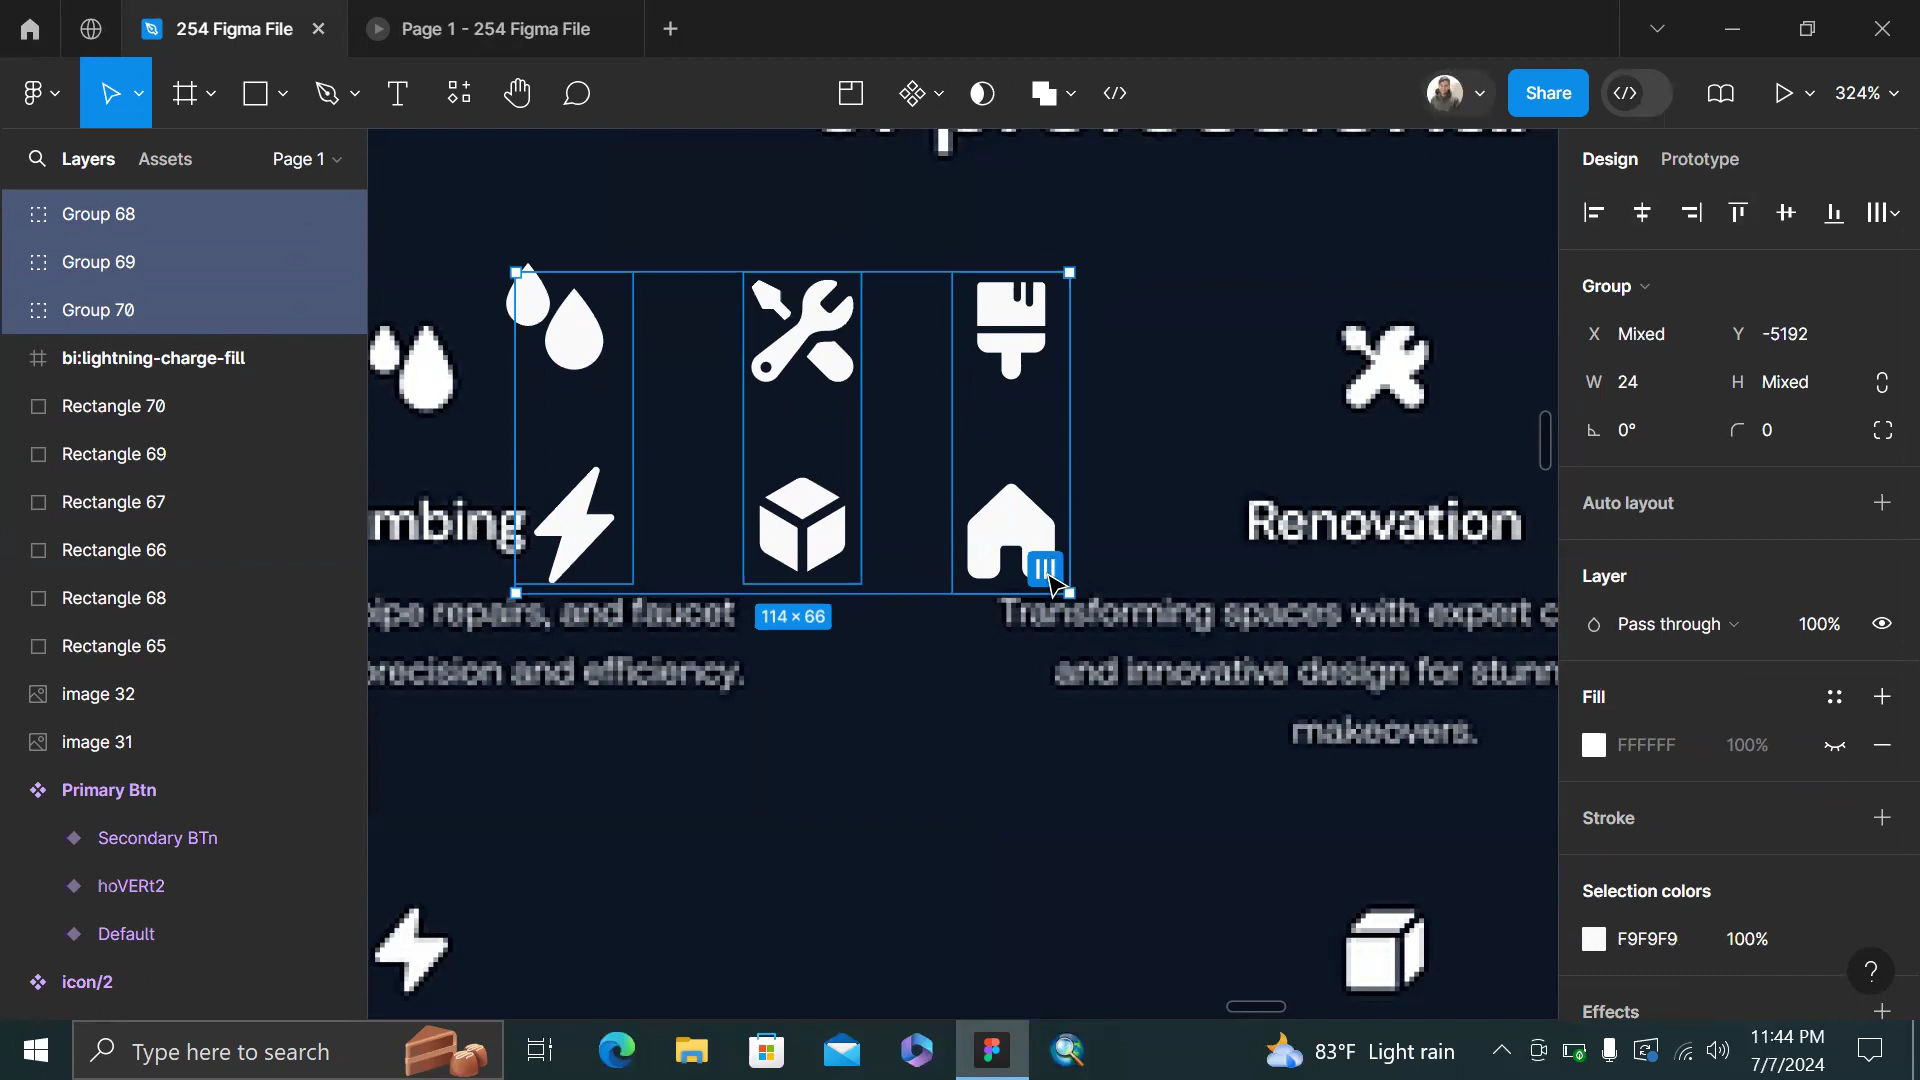 254 Figma File
Page 1 - 254 Figma File
Share
324%
Layers
Assets
Page 1
Group 68
Group 69
Group 70
bi:lightning-charge-fill
Rectangle 70
Rectangle 69
Rectangle 67
Rectangle 66
Rectangle 68
Rectangle 65
image 32
image 31
Primary Btn
Secondary BTn
hoVERt2
Default
icon/2
mbing
ipe repairs, and faucet
precision and efficiency.
114 × 66
Renovation
Transforming spaces with expert c
and innovative design for stunn
makeovers.
Design
Prototype
Group
X Mixed Y -5192
W 24 H Mixed
0° 0
Auto layout
Layer
Pass through 100%
Fill
FFFFFF 100%
Stroke
Selection colors
F9F9F9 100%
?
Effects
Type here to search
83°F Light rain
11:44 PM
7/7/2024